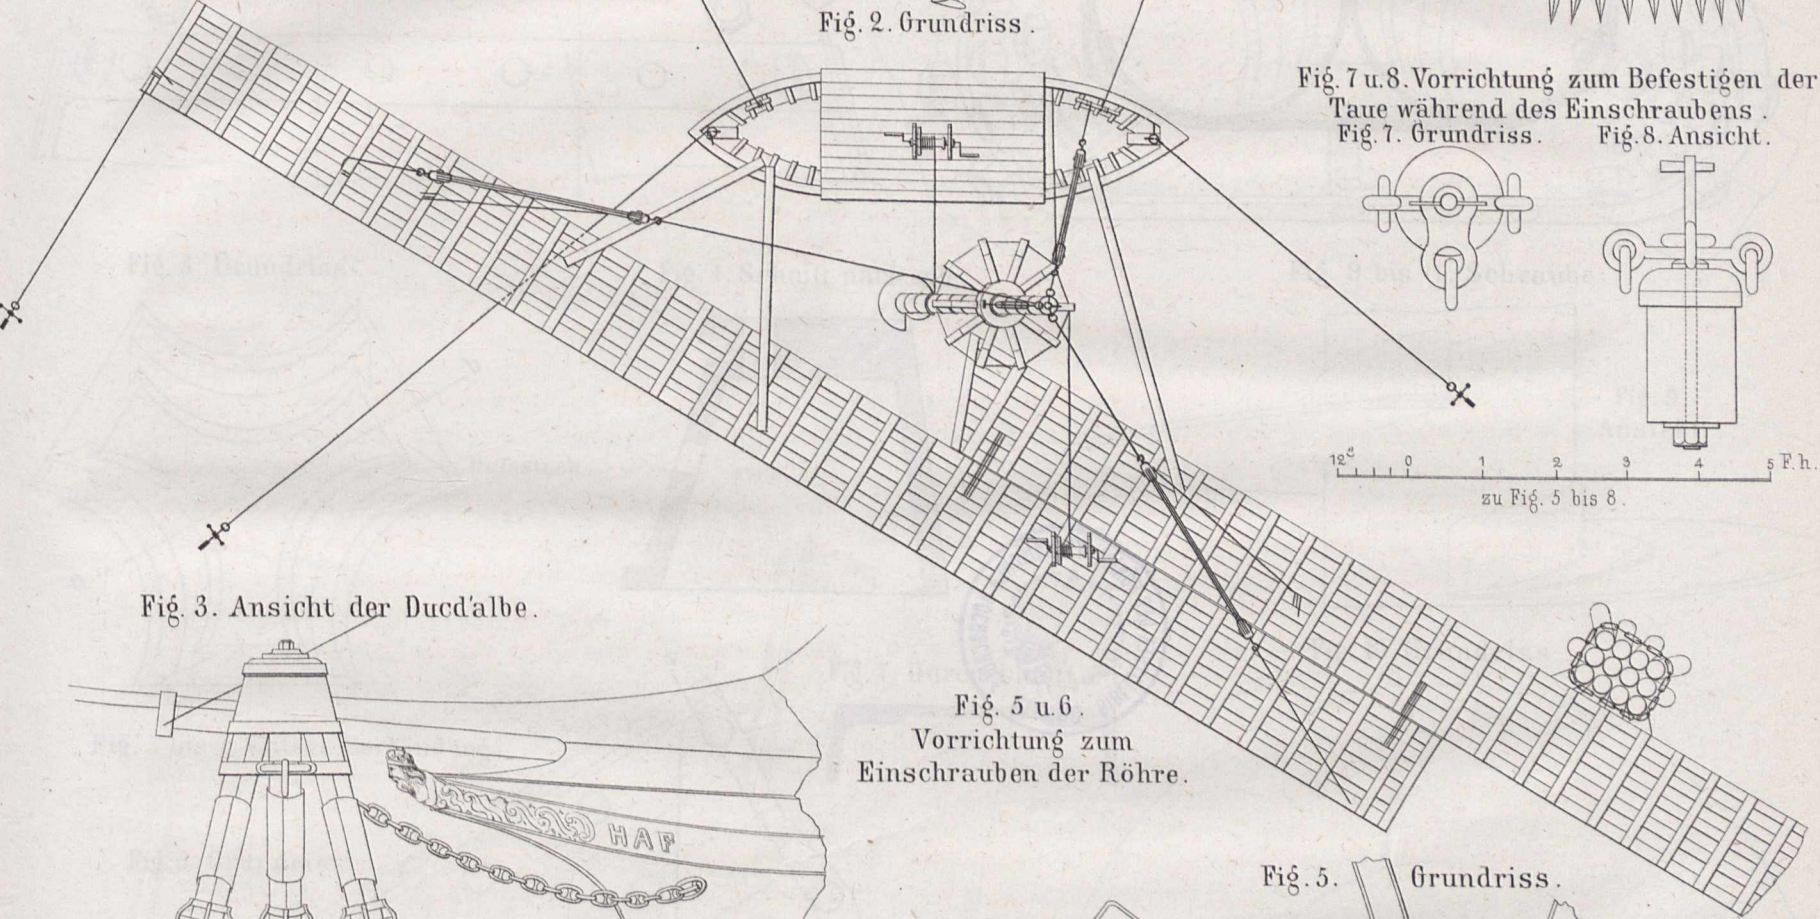 Fig. 2. Grundriss.
Fig. 7 u. 8. Vorrichtung zum Befestigen der
Taue während des Einschraubens.
Fig. 7. Grundriss.
Fig. 8. Ansicht.
12" 0 1 2 3 4 5 F.h.
zu Fig. 5 bis 8.
Fig. 3. Ansicht der Ducd'albe.
HAF
Fig. 5 u. 6.
Vorrichtung zum
Einschrauben der Röhre.
Fig. 5. Grundriss.